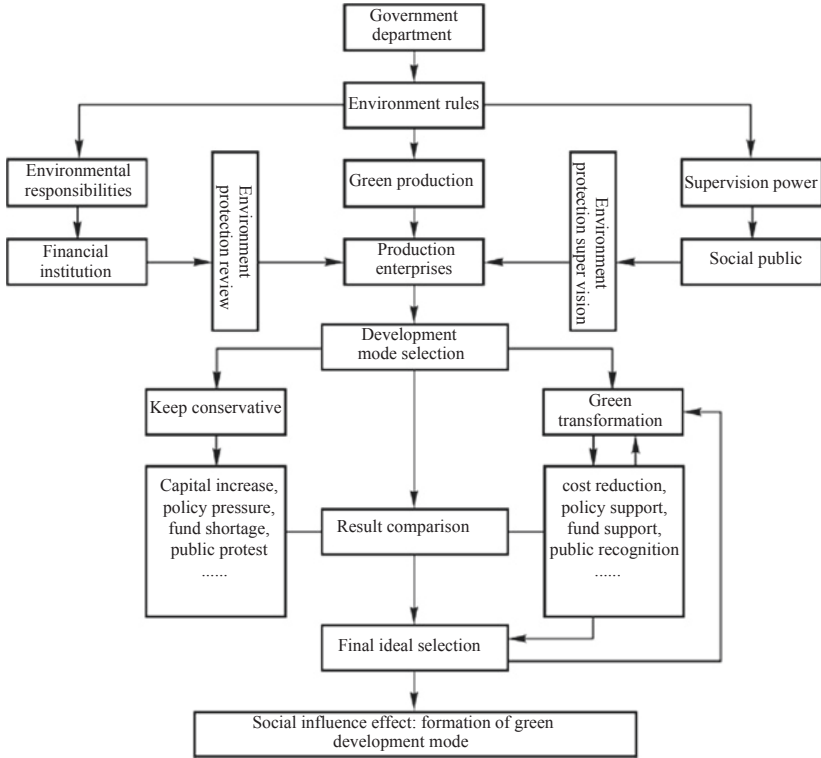 Government
department
Environment rules
Environmental
responsibilities
Environment
protection review
Green production
Environment
protection super vision
Supervision power
Financial
institution
Production
enterprises
Social public
Development
mode selection
Keep conservative
Green
transformation
Capital increase,
policy pressure,
fund shortage,
public protest
......
Result comparison
cost reduction,
policy support,
fund support,
public recognition
......
Final ideal selection
Social influence effect: formation of green
development mode